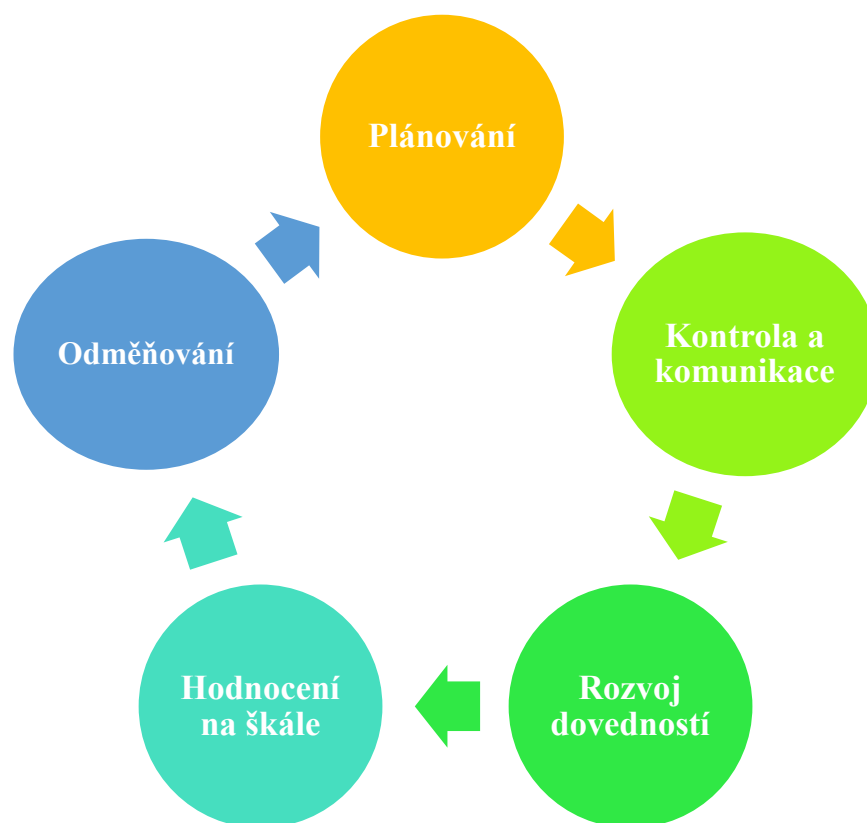 Plánování
Kontrola a
komunikace
Rozvoj
dovedností
Hodnocení
na škále
Odměňování